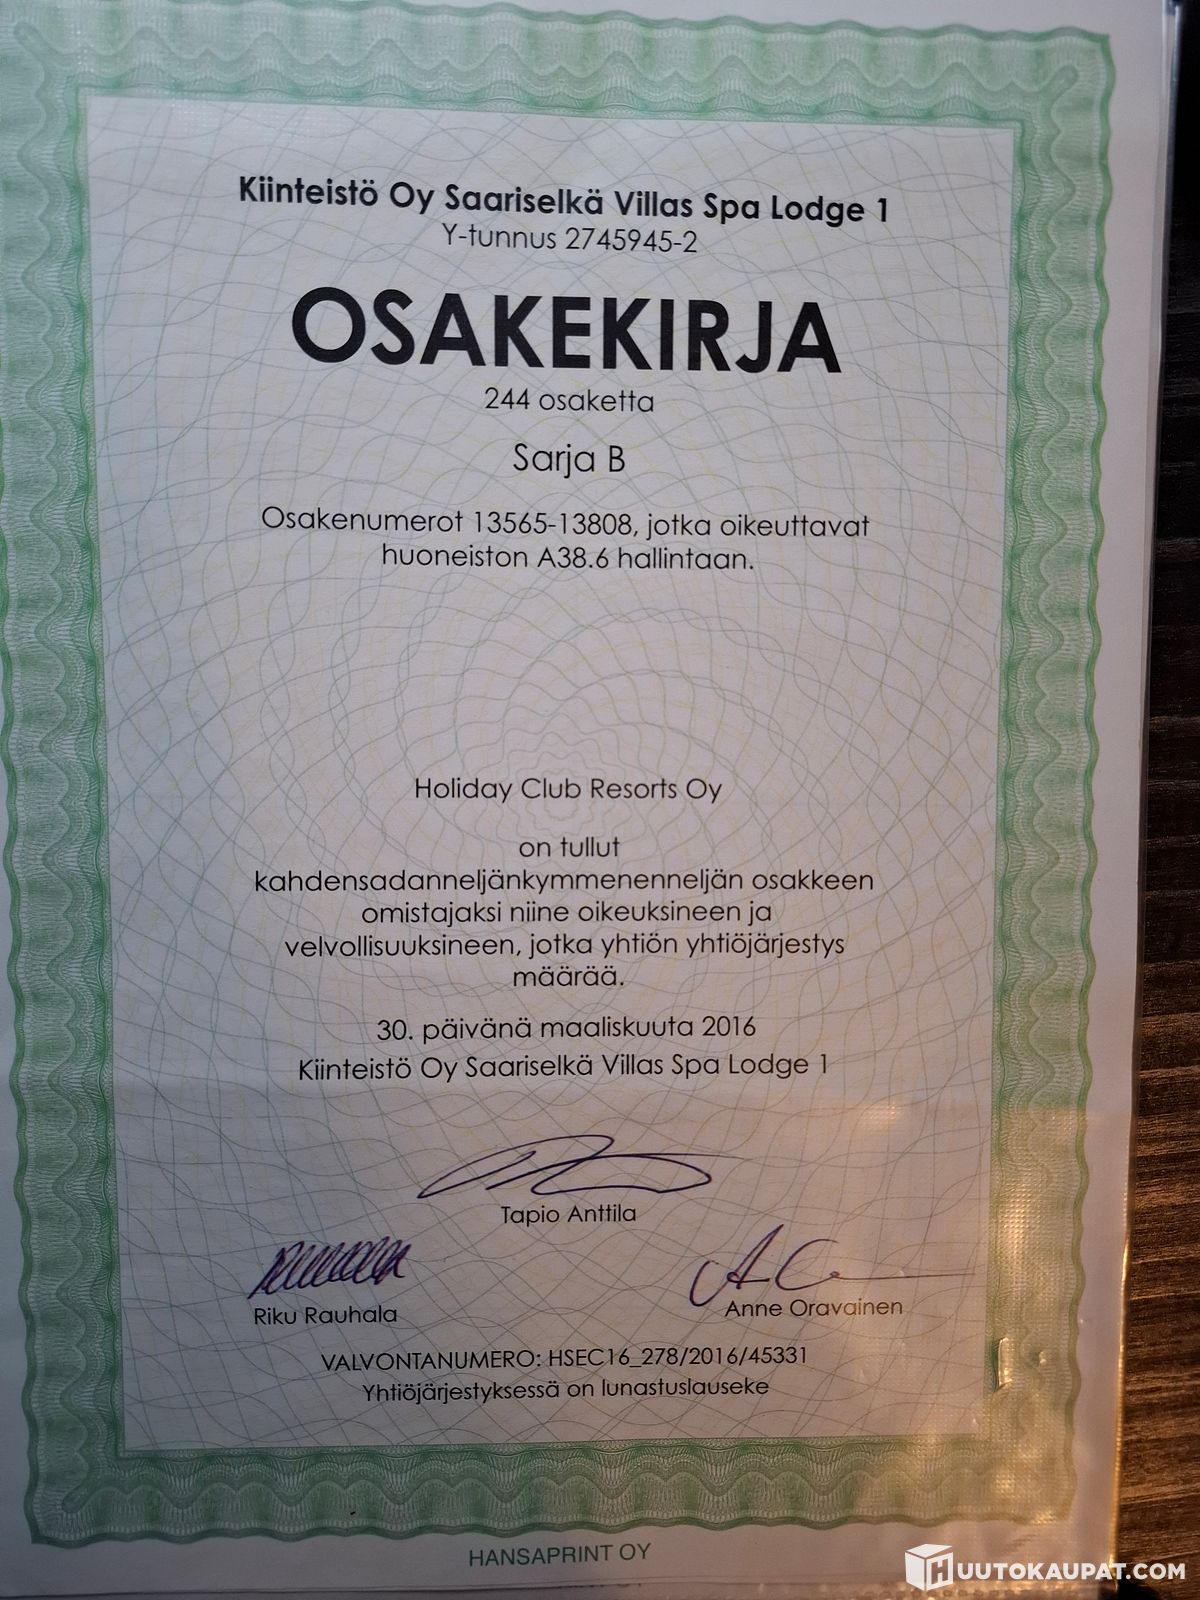 Kiinteistö Oy Saariselkä Villas Spa Lodge 1
Y-tunnus 2745945-2
OSAKEKIRJA
244 osaketta
Sarja B
Osakenumerot 13565-13808, jotka oikeuttavat
huoneiston A38.6 hallintaan.
Holiday Club Resorts Oy
on tullut
kahdensadanneljänkymmenenneljän osakkeen
omistajaksi niine oikeuksineen ja
velvollisuuksineen, jotka yhtiön yhtiöjärjestys
määrää.
30. päivänä maaliskuuta 2016
Kiinteistö Oy Saariselkä Villas Spa Lodge 1
Tapio Anttila
Riku Rauhala
Anne Oravainen
VALVONTANUMERO: HSEC16_278/2016/45331
Yhtiöjärjestyksessä on lunastuslauseke
HANSAPRINT OY
HUUTOKAUPAT.COM